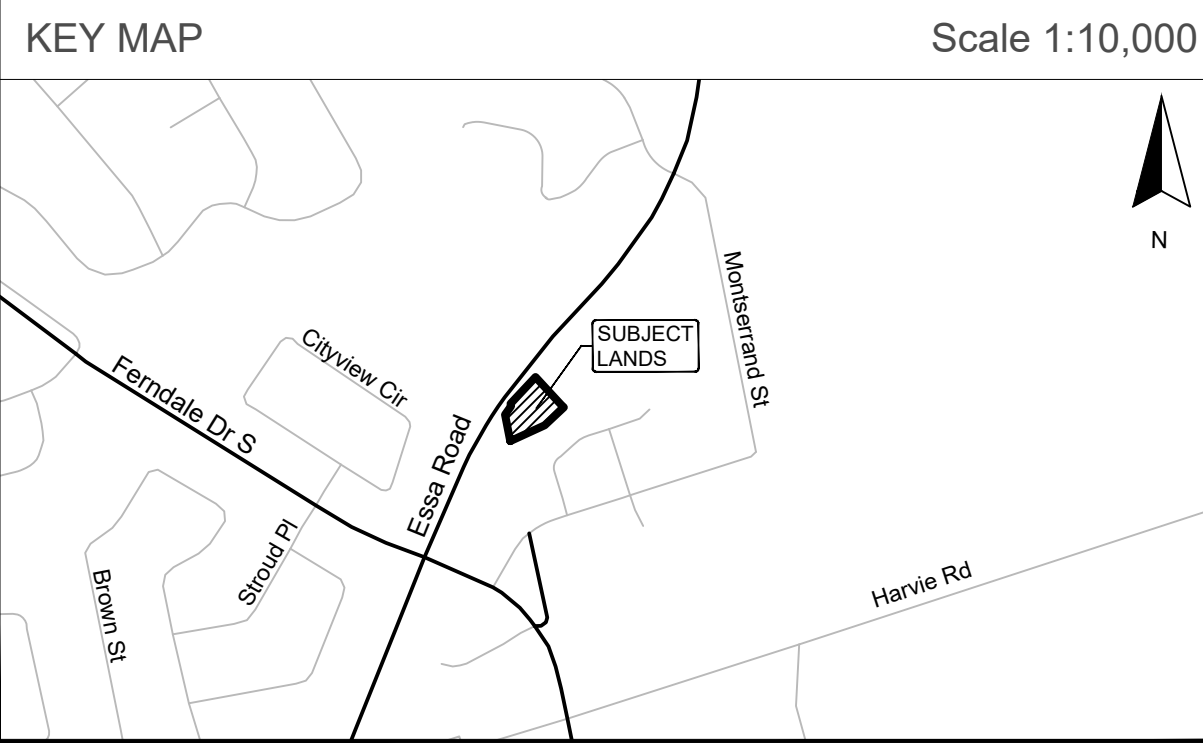 KEY MAP
Scale 1:10,000
N
Montserrand St
SUBJECT
LANDS
Cityview Cir
Ferndale Dr S
Essa Road
Stroud Pl
Brown St
Harvie Rd